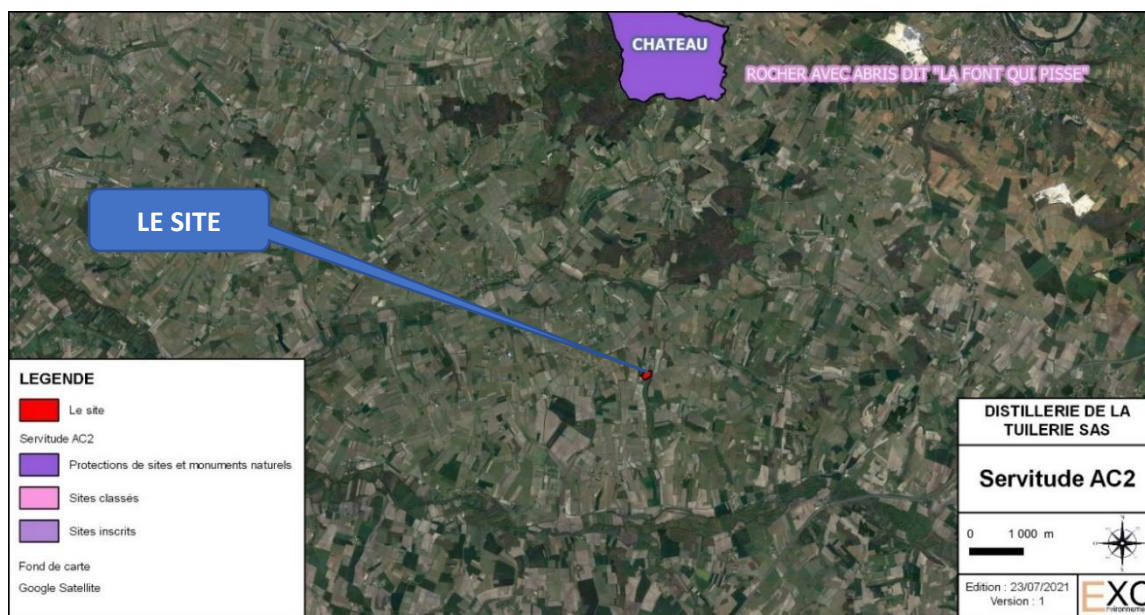 CHATEAU
ROCHER AVEC ABRIS DIT "LA FONT QUI PISSE"
LE SITE
LEGENDE
Le site
Servitude AC2
Protections de sites et monuments naturels
Sites classés
Sites inscrits
Fond de carte
Google Satellite
DISTILLERIE DE LA
TUILERIE SAS
Servitude AC2
0 1 000 m
Edition : 23/07/2021
Version : 1
EXO